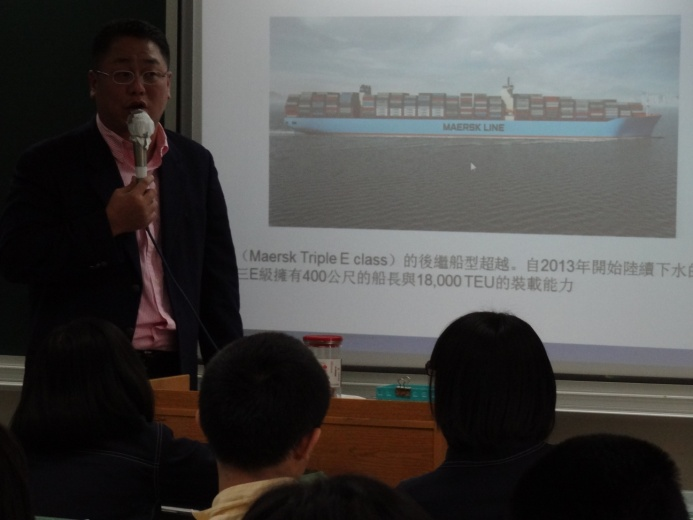 MAERSK LINE
（Maersk Triple E class）的後繼船型超越。自2013年開始陸續下水的
三E級擁有400公尺的船長與18,000 TEU的裝載能力